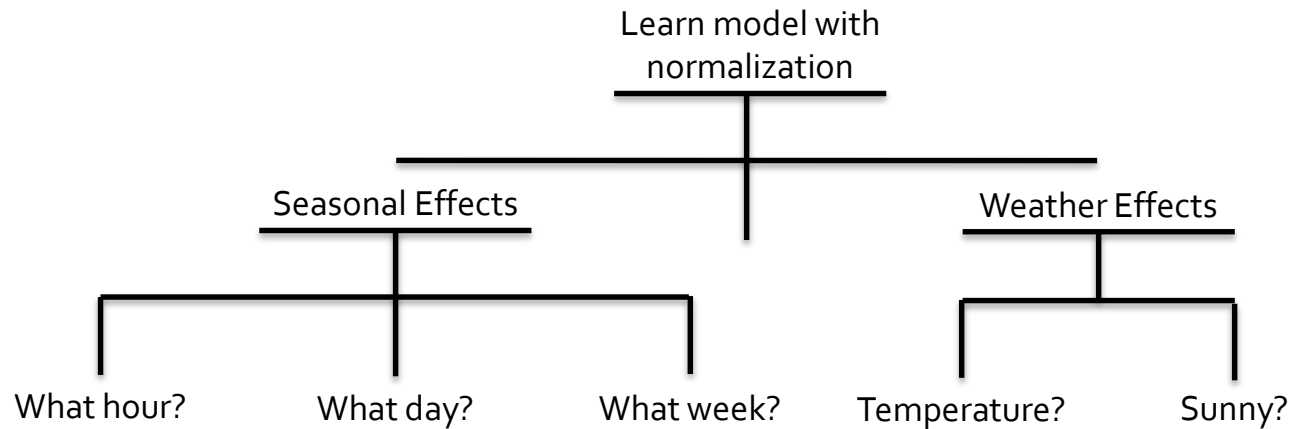 Learn model with
normalization
Seasonal Effects
Weather Effects
What hour?
What day?
What week?
Temperature?
Sunny?